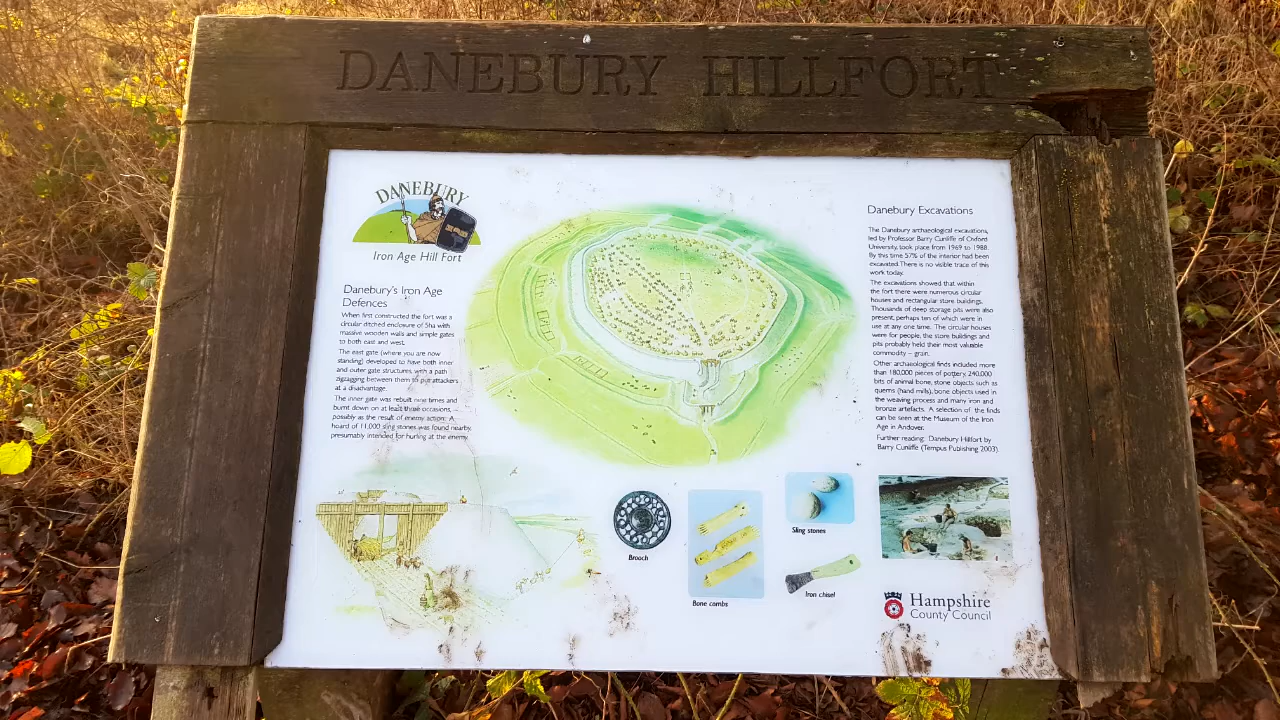 DANEBURY HILLFORT
DANEBURY
Iron Age Hill Fort
Danebury's Iron Age
Defences
When first constructed the fort was a
circular ditched enclosure of 5ha with
massive wooden walls and simple gates
to both east and west.
The east gate (where you are now
standing) developed to have both inner
and outer gate structures, with a path
zigzagging between them to put attackers
at a disadvantage.
The inner gate was rebuilt nine times and
burnt down on at least three occasions,
possibly as the result of enemy action. A
hoard of 11,000 sling stones was found nearby,
presumably intended for hurling at the enemy.
Danebury Excavations
The Danebury archaeological excavations,
led by Professor Barry Cunliffe of Oxford
University, took place from 1969 to 1988.
By this time 57% of the interior had been
excavated. There is no visible trace of this
work today.
The excavations showed that within
the fort there were numerous circular
houses and rectangular store buildings.
Thousands of deep storage pits were also
present, perhaps ten of which were in
use at any one time. The circular houses
were for people, the store buildings and
pits probably held their most valuable
commodity – grain.
Other archaeological finds included more
than 180,000 pieces of pottery, 240,000
bits of animal bone, stone objects such as
querns (hand mills), bone objects used in
the weaving process and many iron and
bronze artefacts. A selection of the finds
can be seen at the Museum of the Iron
Age in Andover.
Further reading: Danebury Hillfort by
Barry Cunliffe (Tempus Publishing 2003)
Brooch
Bone combs
Sling stones
Iron chisel
Hampshire
County Council